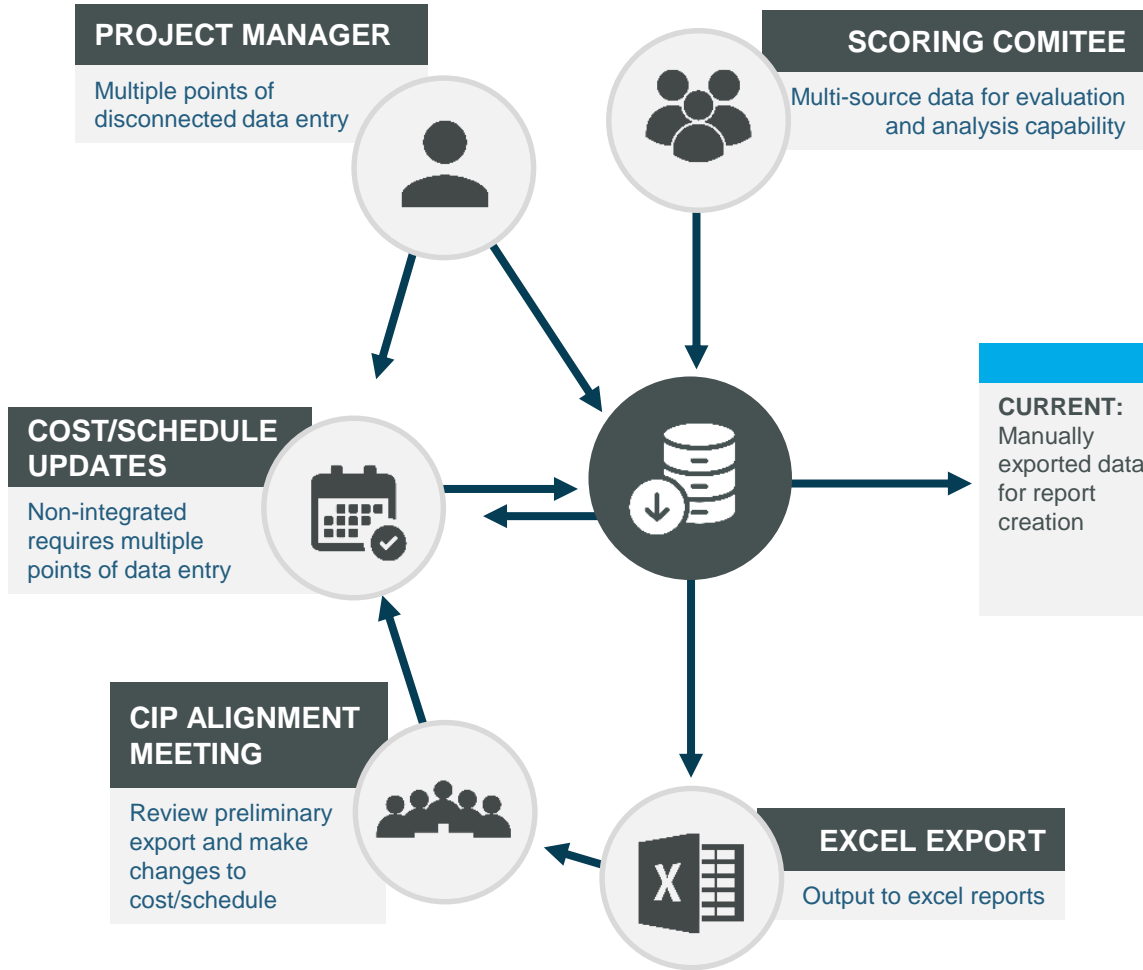 PROJECT MANAGER
Multiple points of
disconnected data entry
SCORING COMITEE
Multi-source data for evaluation
and analysis capability
COST/SCHEDULE
UPDATES
Non-integrated
requires multiple
points of data entry
CURRENT:
Manually
exported data
for report
creation
CIP ALIGNMENT
MEETING
Review preliminary
export and make
changes to
cost/schedule
X
EXCEL EXPORT
Output to excel reports